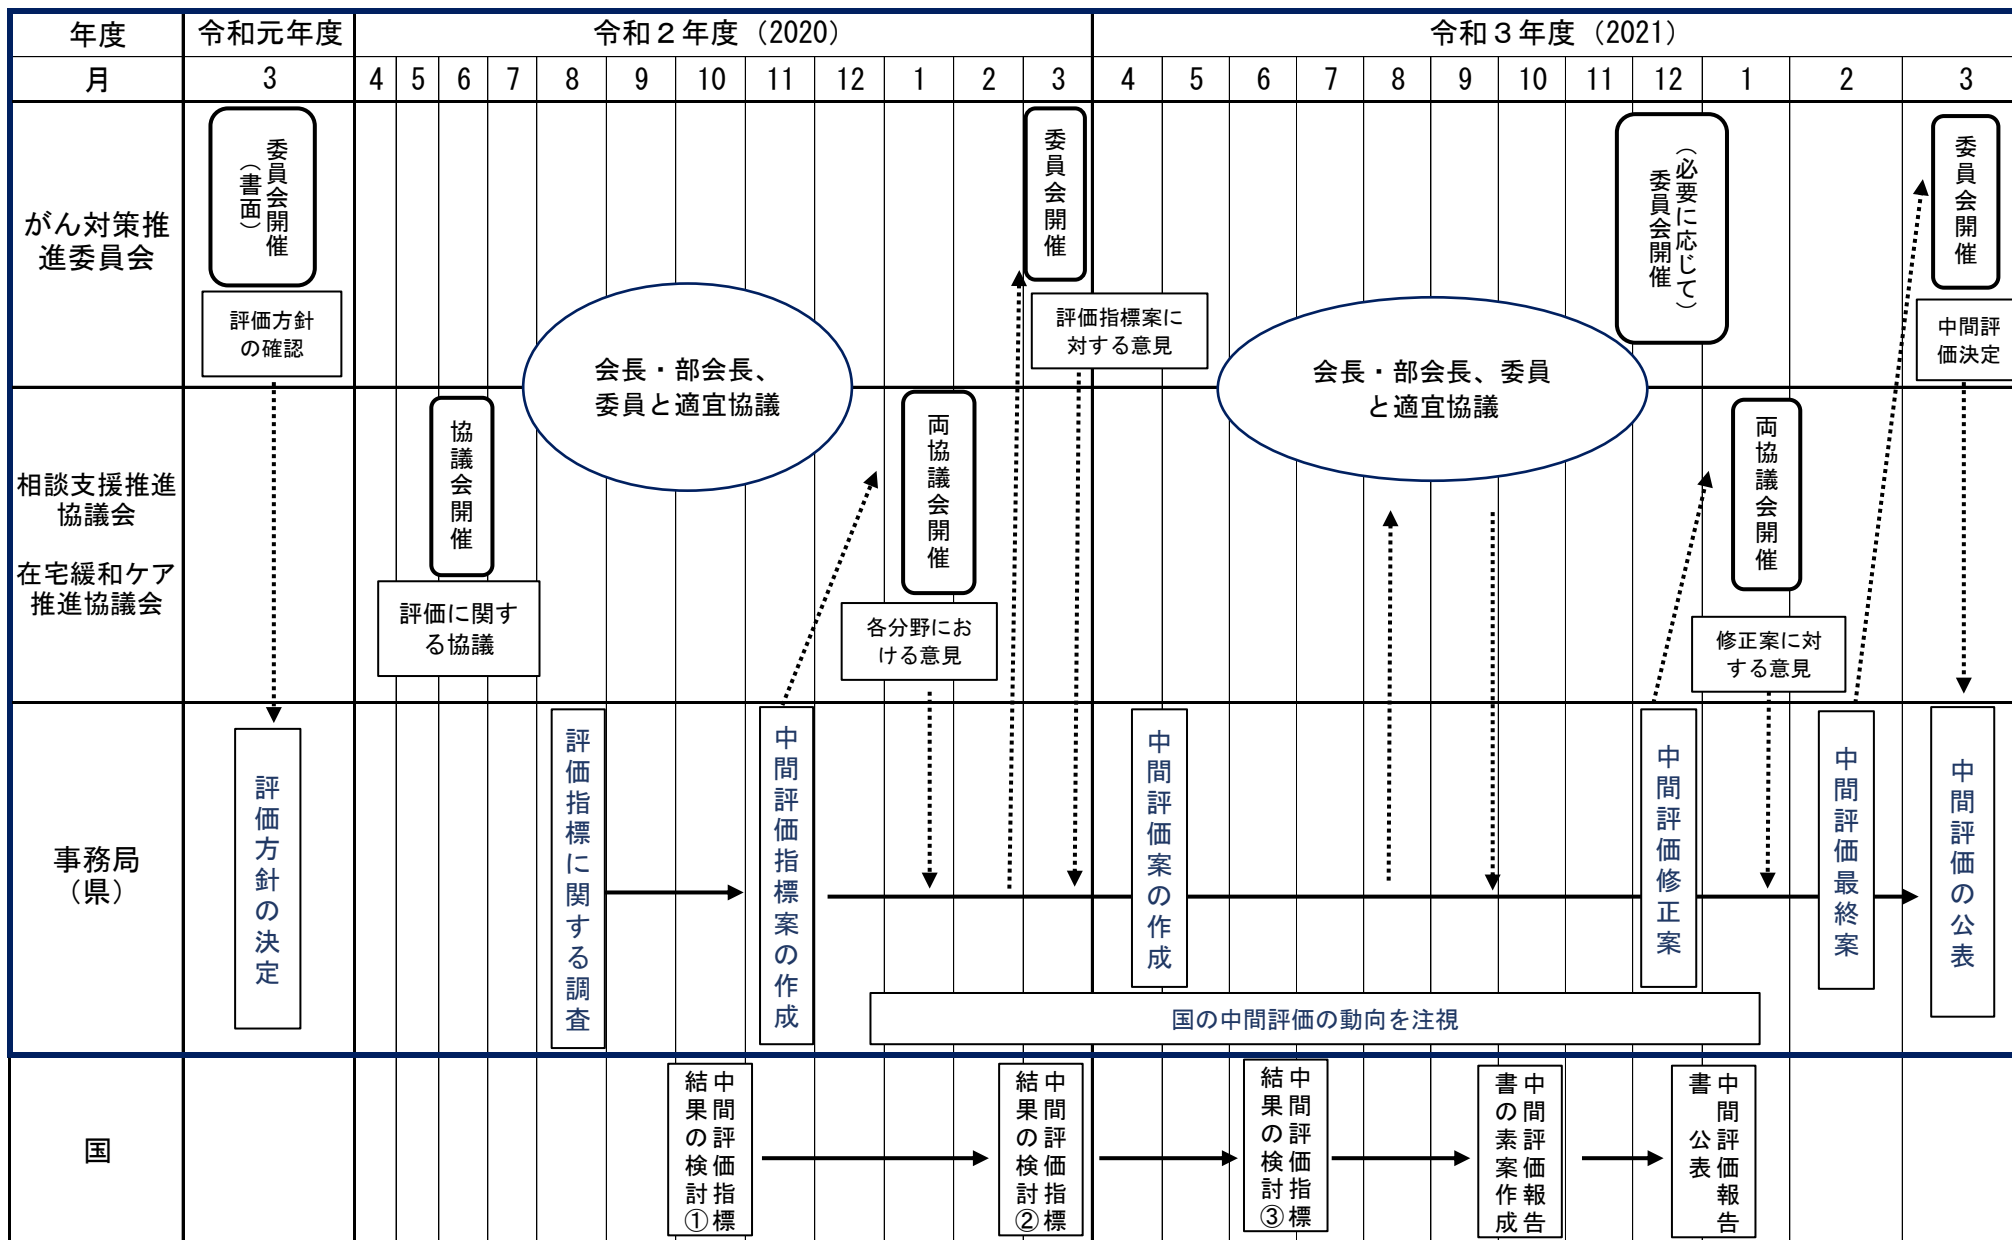 年度
令和元年度
令和２年度（2020）
令和３年度（2021）
月
3
4
5
6
7
8
9
10
11
12
1
2
3
4
5
6
7
8
9
10
11
12
1
2
3
がん対策推
進委員会
委員会開催
（書面）
評価方針
の確認
会長・部会長、
委員と適宜協議
委員会開催
評価指標案に
対する意見
会長・部会長、委員
と適宜協議
（必要に応じて）
委員会開催
委員会開催
中間評
価決定
相談支援推進
協議会
在宅緩和ケア
推進協議会
協議会開催
評価に関す
る協議
両協議会開催
各分野にお
ける意見
両協議会開催
修正案に対
する意見
事務局
（県）
評価方針の決定
評価指標に関する調査
中間評価指標案の作成
中間評価案の作成
中間評価修正案
中間評価最終案
中間評価の公表
国の中間評価の動向を注視
国
中間評価指標
結果の検討①
中間評価指標
結果の検討②
中間評価指標
結果の検討③
中間評価報告
書の素案作成
中間評価報告
書　公表